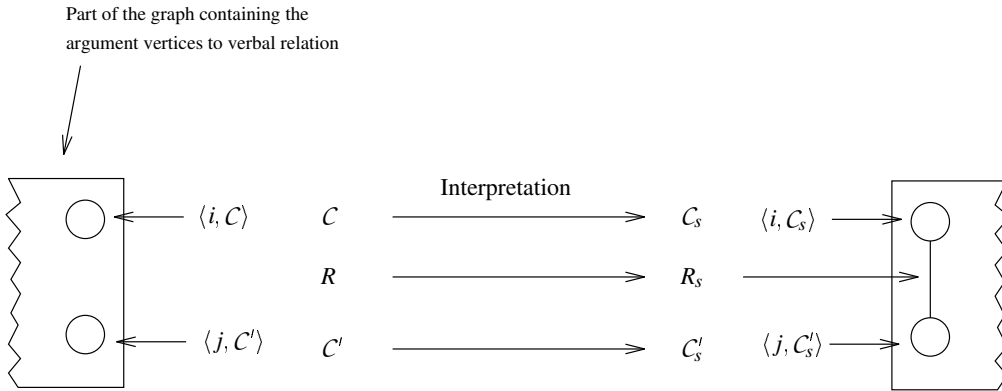 Part of the graph containing the
argument vertices to verbal relation
Interpretation
⟨i, C⟩ C C_s ⟨i, C_s⟩
R R_s
⟨j, C'⟩ C' C'_s ⟨j, C'_s⟩